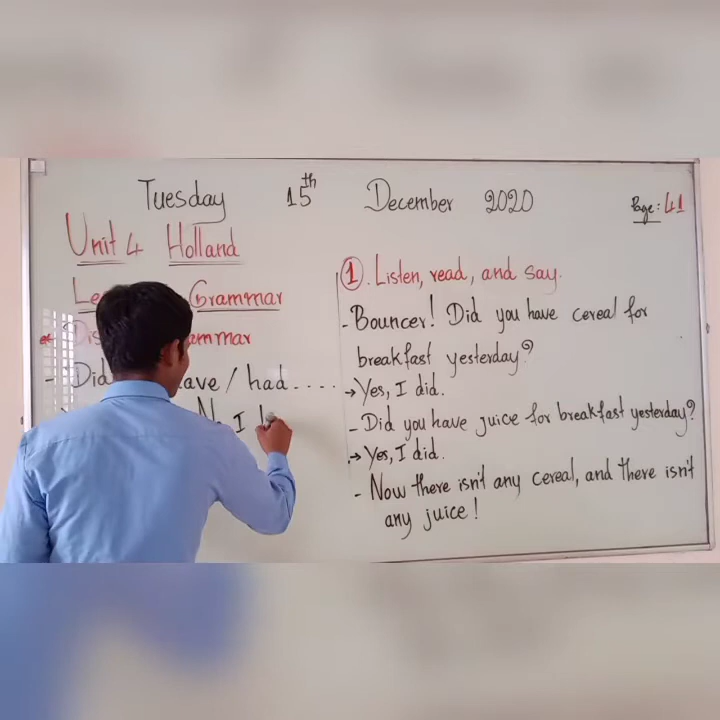 Tuesday 15th December 2020
Page: 41
Unit 4 Holland
Grammar
- Did / had....
I
1. Listen, read, and say.
- Bouncer! Did you have cereal for
breakfast yesterday?
→ Yes, I did.
- Did you have juice for breakfast yesterday?
→ Yes, I did.
- Now there isn't any cereal, and there isn't
any juice!